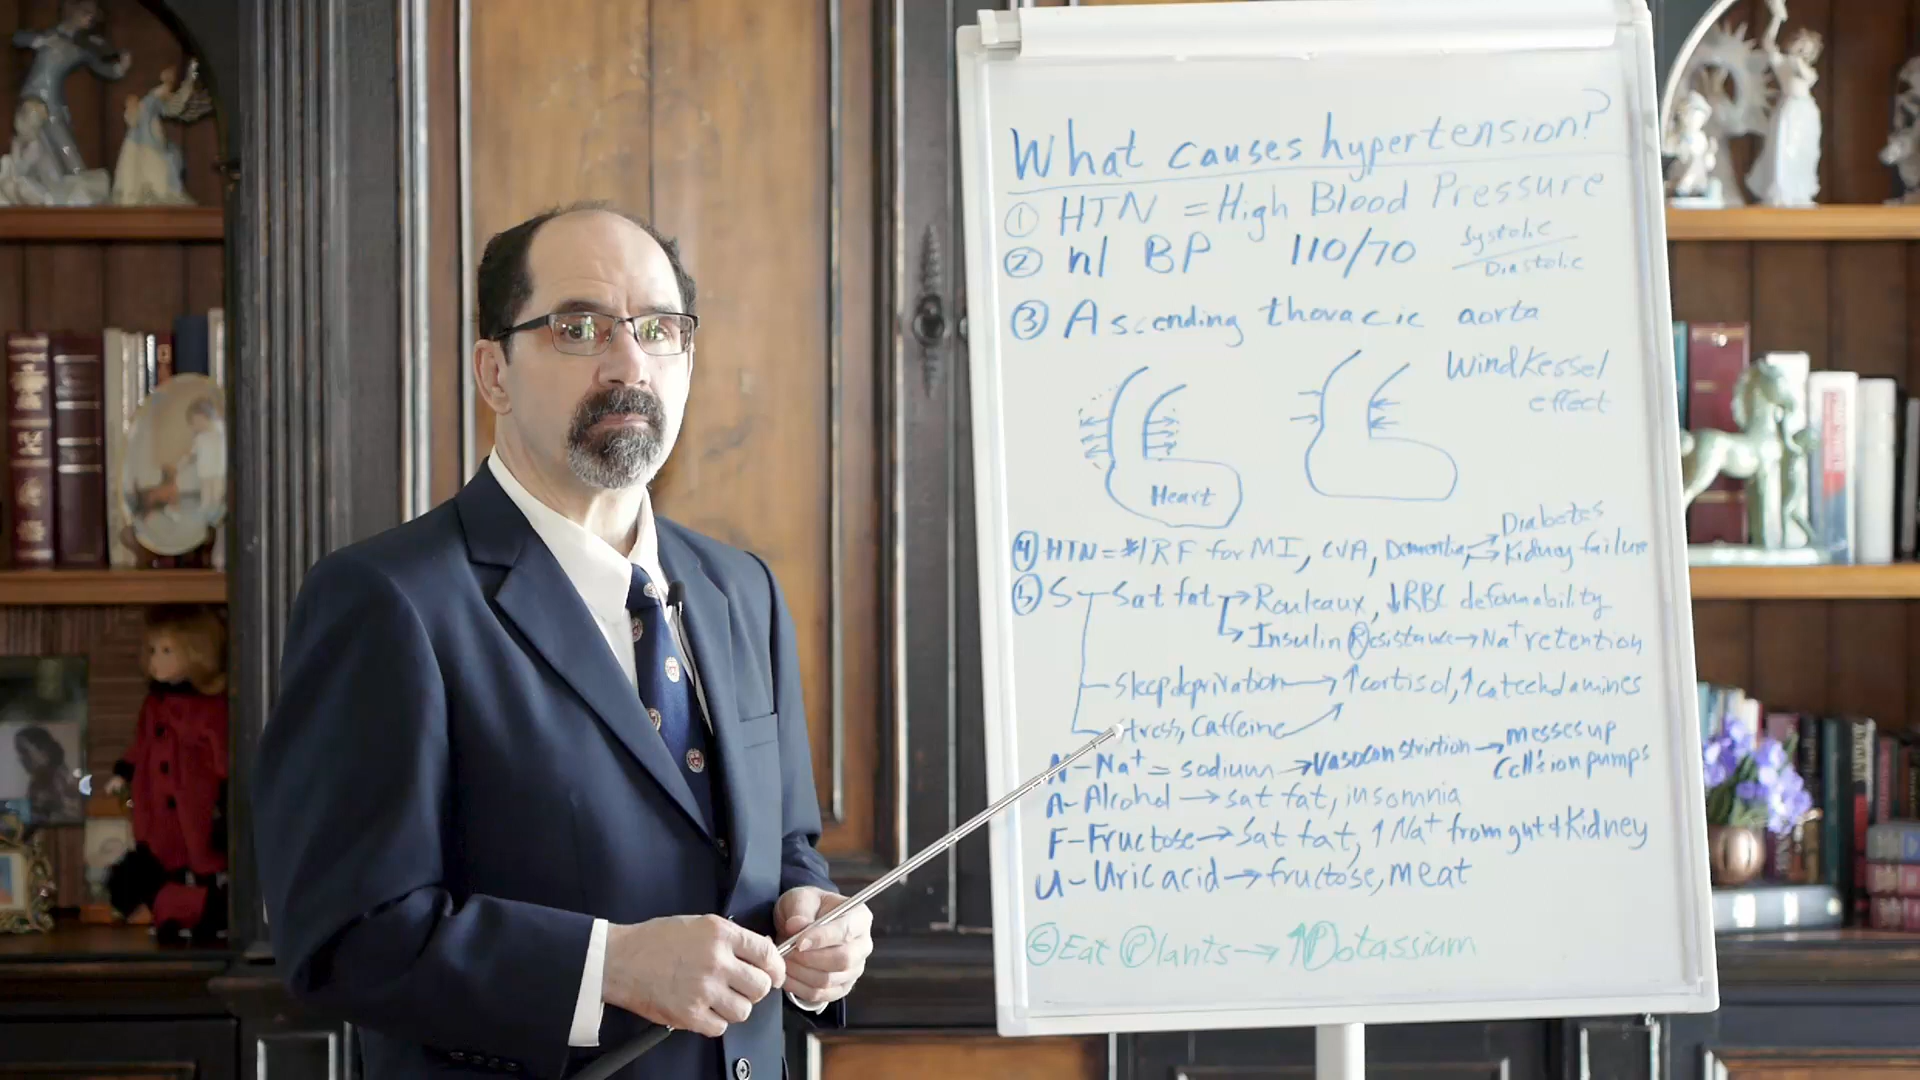 What causes hypertension?
① HTN = High Blood Pressure
② nl BP 110/70 Systolic
Diastolic
③ Ascending thoracic aorta
Windkessel
effect
Heart
Diabetes
④ HTN = #1 RF for MI, CVA, Dementia, → Kidney failure
⑤ S Sat fat → Rouleaux, ↓RBC deformability
→ Insulin Resistance → Na⁺ retention
Sleep deprivation → ↑cortisol, ↑catecholamines
Stress, Caffeine
N - Na⁺ = sodium → Vasoconstriction → messes up
Cell's ion pumps
A - Alcohol → sat fat, insomnia
F - Fructose → Sat fat, ↑Na⁺ from gut & Kidney
U - Uric acid → fructose, meat
⑥ Eat Plants → ↑Potassium